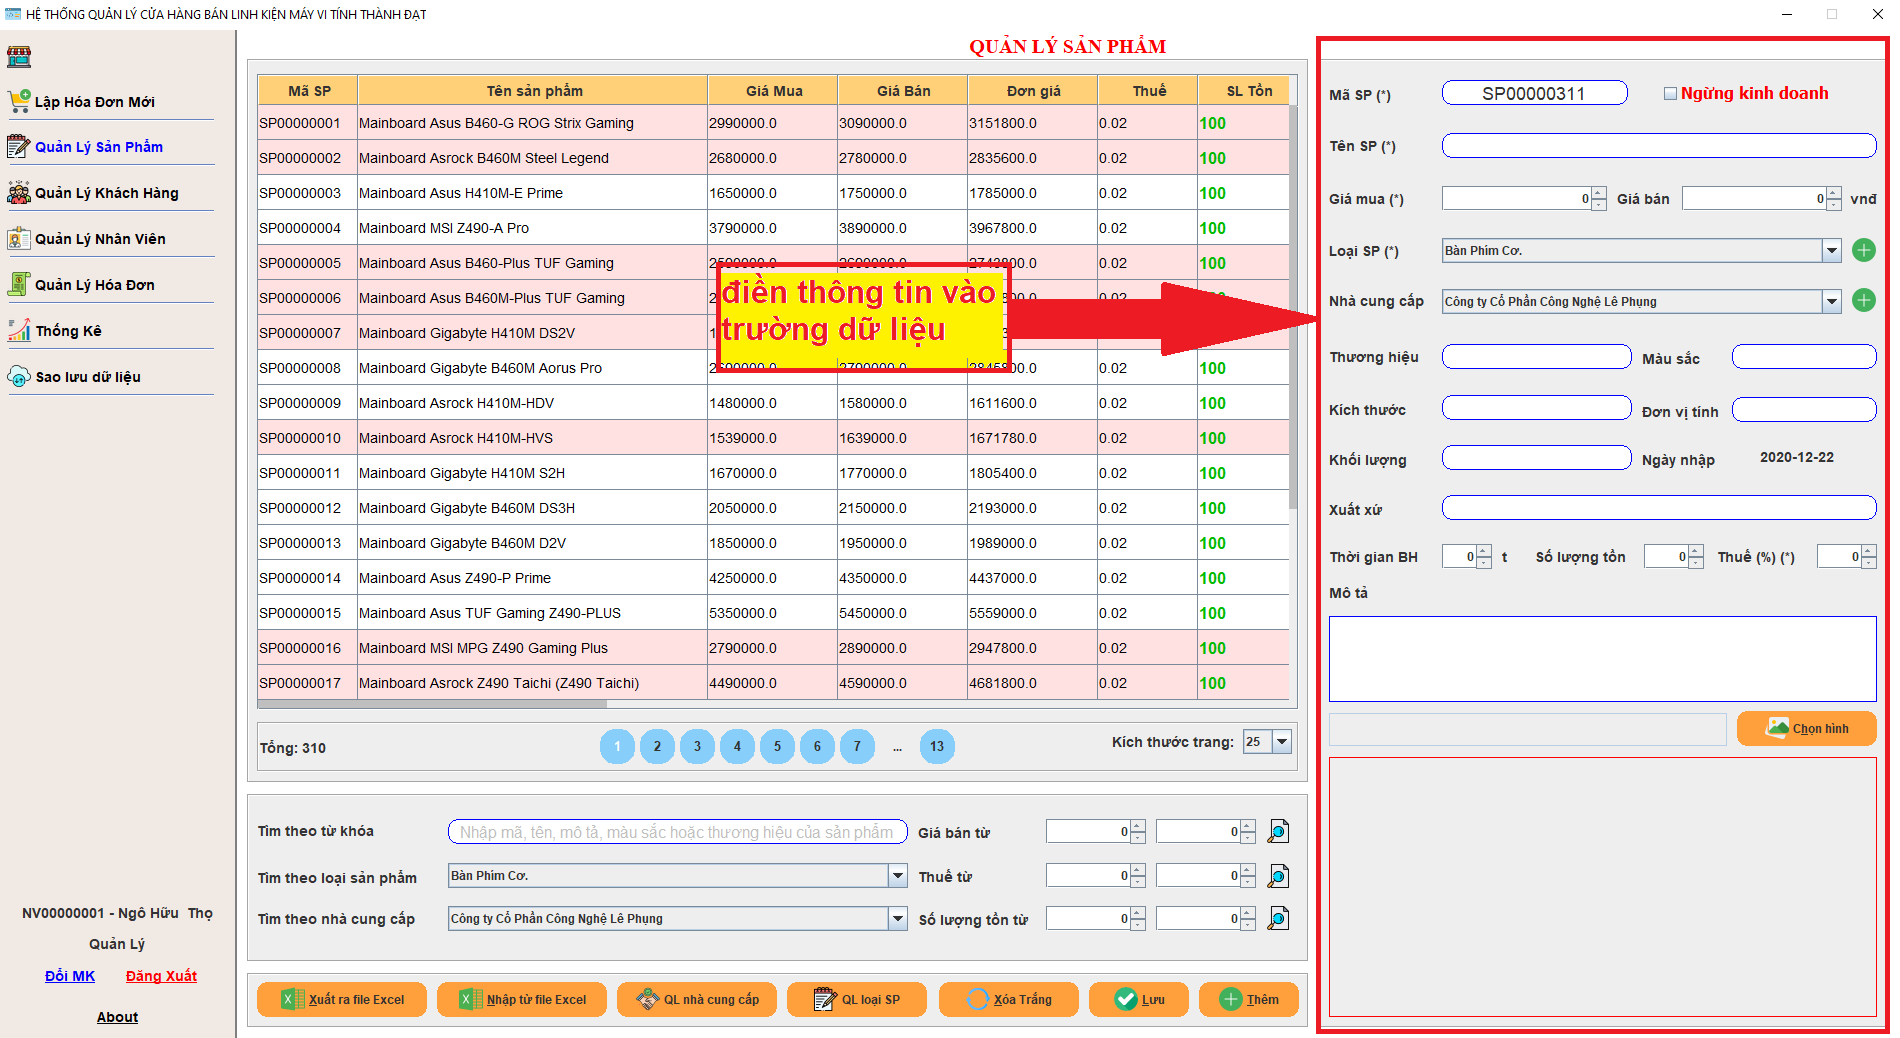 HỆ THỐNG QUẢN LÝ CỬA HÀNG BÁN LINH KIỆN MÁY VI TÍNH THÀNH ĐẠT
Lập Hóa Đơn Mới
Quản Lý Sản Phẩm
Quản Lý Khách Hàng
Quản Lý Nhân Viên
Quản Lý Hóa Đơn
Thống Kê
Sao lưu dữ liệu
NV00000001 - Ngô Hữu Thọ
Quản Lý
Đổi MK Đăng Xuất
About
QUẢN LÝ SẢN PHẨM
Mã SP Tên sản phẩm Giá Mua Giá Bán Đơn giá Thuế SL Tồn
SP00000001 Mainboard Asus B460-G ROG Strix Gaming 2990000.0 3090000.0 3151800.0 0.02 100
SP00000002 Mainboard Asrock B460M Steel Legend 2680000.0 2780000.0 2835600.0 0.02 100
SP00000003 Mainboard Asus H410M-E Prime 1650000.0 1750000.0 1785000.0 0.02 100
SP00000004 Mainboard MSI Z490-A Pro 3790000.0 3890000.0 3967800.0 0.02 100
SP00000005 Mainboard Asus B460-Plus TUF Gaming 0.02 100
SP00000006 Mainboard Asus B460M-Plus TUF Gaming
SP00000007 Mainboard Gigabyte H410M DS2V
SP00000008 Mainboard Gigabyte B460M Aorus Pro 0.02 100
SP00000009 Mainboard Asrock H410M-HDV 1480000.0 1580000.0 1611600.0 0.02 100
SP00000010 Mainboard Asrock H410M-HVS 1539000.0 1639000.0 1671780.0 0.02 100
SP00000011 Mainboard Gigabyte H410M S2H 1670000.0 1770000.0 1805400.0 0.02 100
SP00000012 Mainboard Gigabyte B460M DS3H 2050000.0 2150000.0 2193000.0 0.02 100
SP00000013 Mainboard Gigabyte B460M D2V 1850000.0 1950000.0 1989000.0 0.02 100
SP00000014 Mainboard Asus Z490-P Prime 4250000.0 4350000.0 4437000.0 0.02 100
SP00000015 Mainboard Asus TUF Gaming Z490-PLUS 5350000.0 5450000.0 5559000.0 0.02 100
SP00000016 Mainboard MSI MPG Z490 Gaming Plus 2790000.0 2890000.0 2947800.0 0.02 100
SP00000017 Mainboard Asrock Z490 Taichi (Z490 Taichi) 4490000.0 4590000.0 4681800.0 0.02 100
điền thông tin vào
trường dữ liệu
Tổng: 310 1 2 3 4 5 6 7 ... 13 Kích thước trang: 25
Tìm theo từ khóa Nhập mã, tên, mô tả, màu sắc hoặc thương hiệu của sản phẩm Giá bán từ 0 0
Tìm theo loại sản phẩm Bàn Phím Cơ. Thuế từ 0 0
Tìm theo nhà cung cấp Công ty Cổ Phần Công Nghệ Lê Phụng Số lượng tồn từ 0 0
Xuất ra file Excel Nhập từ file Excel QL nhà cung cấp QL loại SP Xóa Trắng Lưu Thêm
Mã SP (*) SP00000311 Ngừng kinh doanh
Tên SP (*)
Giá mua (*) 0 Giá bán 0 vnđ
Loại SP (*) Bàn Phím Cơ.
Nhà cung cấp Công ty Cổ Phần Công Nghệ Lê Phụng
Thương hiệu Màu sắc
Kích thước Đơn vị tính
Khối lượng Ngày nhập 2020-12-22
Xuất xứ
Thời gian BH 0 t Số lượng tồn 0 Thuế (%) (*) 0
Mô tả
Chọn hình